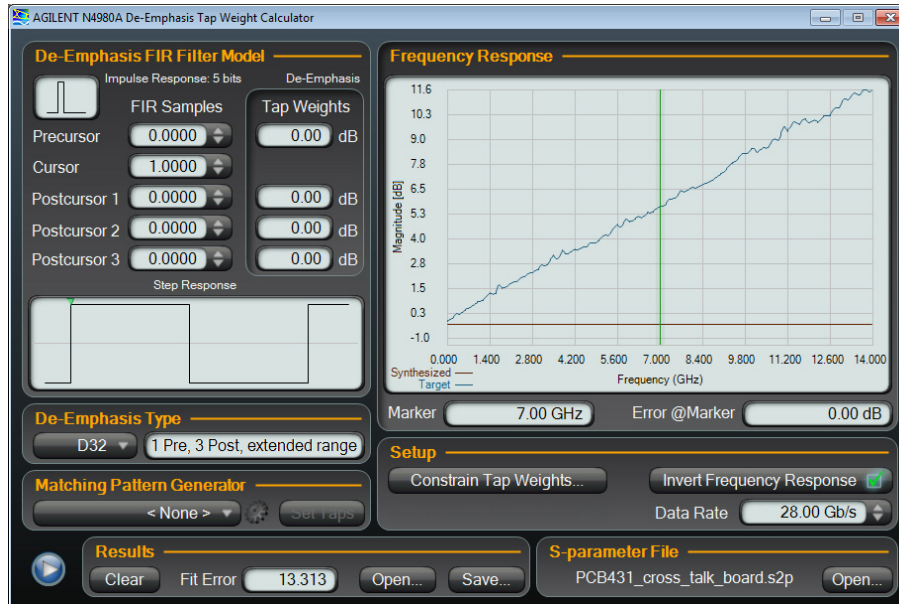 AGILENT N4980A De-Emphasis Tap Weight Calculator
De-Emphasis FIR Filter Model
Impulse Response: 5 bits De-Emphasis
FIR Samples Tap Weights
Precursor 0.0000 0.00 dB
Cursor 1.0000
Postcursor 1 0.0000 0.00 dB
Postcursor 2 0.0000 0.00 dB
Postcursor 3 0.0000 0.00 dB
Step Response
De-Emphasis Type
D32 1 Pre, 3 Post, extended range
Matching Pattern Generator
< None > Set Taps
Frequency Response
11.6
10.3
9.0
7.8
6.5
5.3
4.0
2.8
1.5
0.3
-1.0
Magnitude [dB]
0.000 1.400 2.800 4.200 5.600 7.000 8.400 9.800 11.200 12.600 14.000
Synthesized
Target
Frequency (GHz)
Marker 7.00 GHz Error @Marker 0.00 dB
Setup
Constrain Tap Weights... Invert Frequency Response
Data Rate 28.00 Gb/s
Results
Clear Fit Error 13.313 Open... Save...
S-parameter File
PCB431_cross_talk_board.s2p Open...